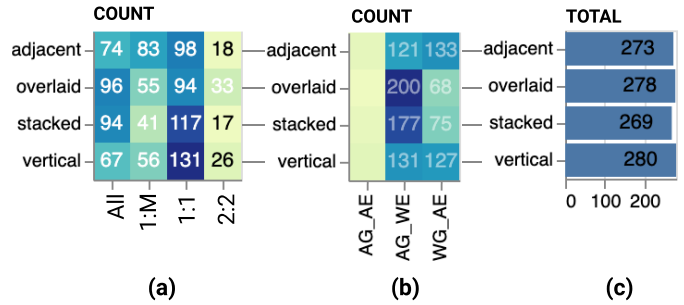 COUNT
adjacent 74 83 98 18
overlaid 96 55 94 33
stacked 94 41 117 17
vertical 67 56 131 26
All 1:M 1:1 2:2
(a)
COUNT
adjacent 121 133
overlaid 200 68
stacked 177 75
vertical 131 127
AG_AE AG_WE WG_AE
(b)
TOTAL
adjacent 273
overlaid 278
stacked 269
vertical 280
0 100 200
(c)